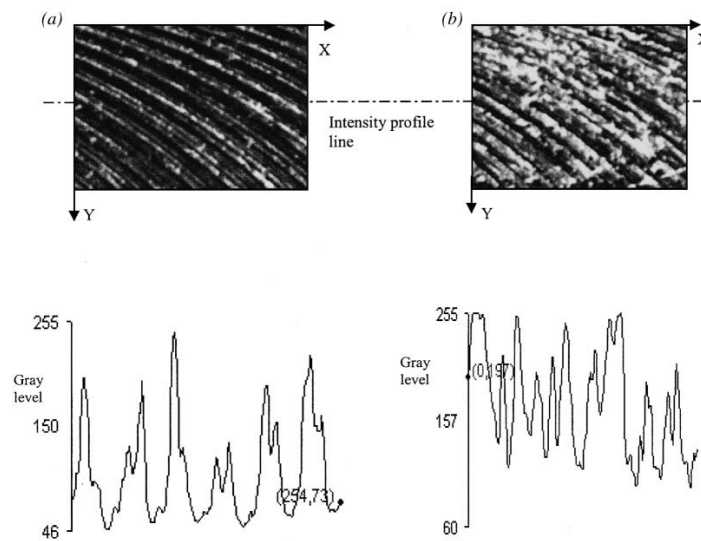 (a)
X
Y
Intensity profile
line
(b)
X
Y
255
Gray
level
150
46
(254,73)
255
Gray
level
157
60
(0,197)